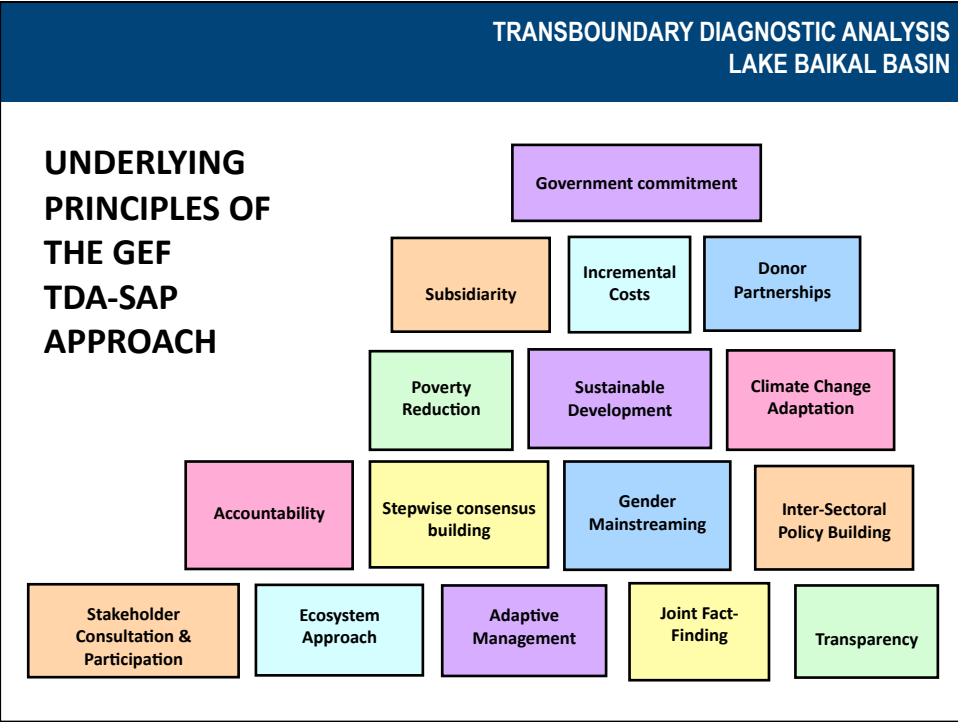 TRANSBOUNDARY DIAGNOSTIC ANALYSIS
LAKE BAIKAL BASIN
UNDERLYING
PRINCIPLES OF
THE GEF
TDA-SAP
APPROACH
Government commitment
Subsidiarity
Incremental
Costs
Donor
Partnerships
Poverty
Reduction
Sustainable
Development
Climate Change
Adaptation
Accountability
Stepwise consensus
building
Gender
Mainstreaming
Inter-Sectoral
Policy Building
Stakeholder
Consultation &
Participation
Ecosystem
Approach
Adaptive
Management
Joint Fact-
Finding
Transparency